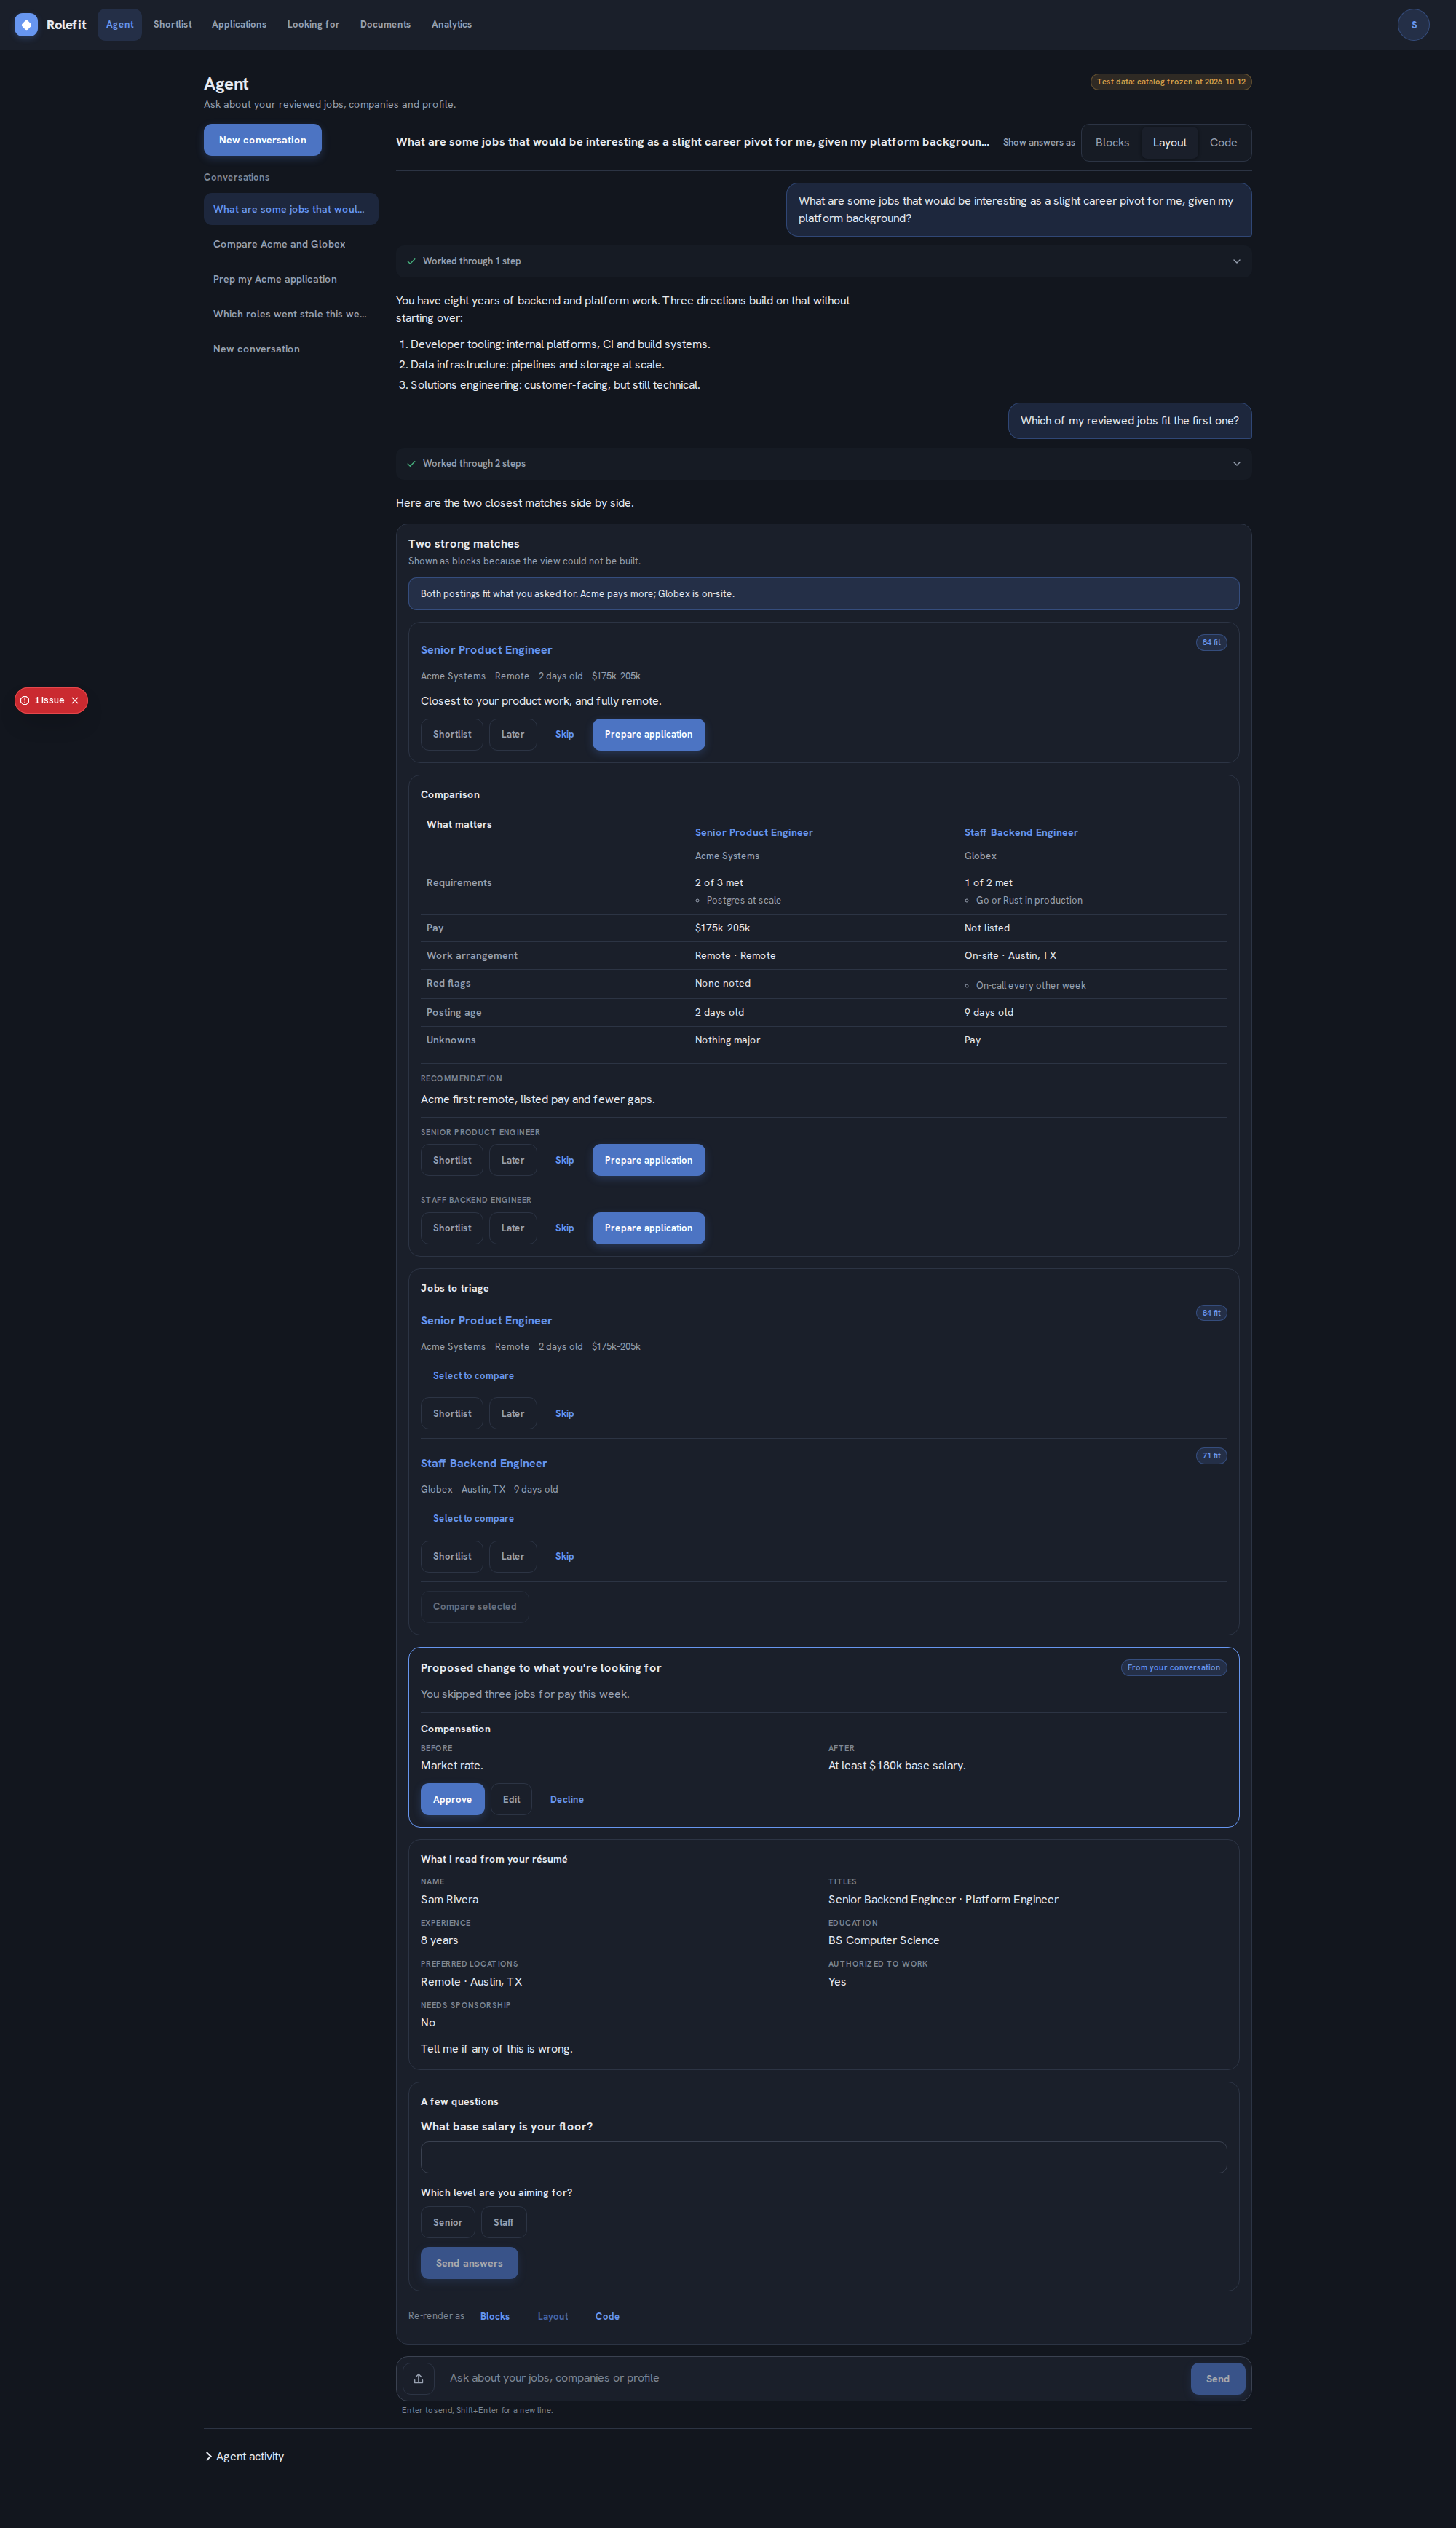 Rolefit
Agent
Shortlist
Applications
Looking for
Documents
Analytics
S
Agent
Test data: catalog frozen at 2026-10-12
Ask about your reviewed jobs, companies and profile.
New conversation
Conversations
What are some jobs that woul...
Compare Acme and Globex
Prep my Acme application
Which roles went stale this we...
New conversation
What are some jobs that would be interesting as a slight career pivot for me, given my platform backgroun...
Show answers as
Blocks
Layout
Code
What are some jobs that would be interesting as a slight career pivot for me, given my
platform background?
Worked through 1 step
You have eight years of backend and platform work. Three directions build on that without
starting over:
1. Developer tooling: internal platforms, CI and build systems.
2. Data infrastructure: pipelines and storage at scale.
3. Solutions engineering: customer-facing, but still technical.
Which of my reviewed jobs fit the first one?
Worked through 2 steps
Here are the two closest matches side by side.
Two strong matches
Shown as blocks because the view could not be built.
Both postings fit what you asked for. Acme pays more; Globex is on-site.
Senior Product Engineer
84 fit
Acme Systems Remote 2 days old $175k-205k
Closest to your product work, and fully remote.
Shortlist
Later
Skip
Prepare application
1 Issue
Comparison
What matters
Senior Product Engineer
Staff Backend Engineer
Acme Systems
Globex
Requirements
2 of 3 met
1 of 2 met
Postgres at scale
Go or Rust in production
Pay
$175k-205k
Not listed
Work arrangement
Remote · Remote
On-site · Austin, TX
Red flags
None noted
On-call every other week
Posting age
2 days old
9 days old
Unknowns
Nothing major
Pay
RECOMMENDATION
Acme first: remote, listed pay and fewer gaps.
SENIOR PRODUCT ENGINEER
Shortlist
Later
Skip
Prepare application
STAFF BACKEND ENGINEER
Shortlist
Later
Skip
Prepare application
Jobs to triage
Senior Product Engineer
84 fit
Acme Systems Remote 2 days old $175k-205k
Select to compare
Shortlist
Later
Skip
Staff Backend Engineer
71 fit
Globex Austin, TX 9 days old
Select to compare
Shortlist
Later
Skip
Compare selected
Proposed change to what you're looking for
From your conversation
You skipped three jobs for pay this week.
Compensation
BEFORE
AFTER
Market rate.
At least $180k base salary.
Approve
Edit
Decline
What I read from your résumé
NAME
TITLES
Sam Rivera
Senior Backend Engineer · Platform Engineer
EXPERIENCE
EDUCATION
8 years
BS Computer Science
PREFERRED LOCATIONS
AUTHORIZED TO WORK
Remote · Austin, TX
Yes
NEEDS SPONSORSHIP
No
Tell me if any of this is wrong.
A few questions
What base salary is your floor?
Which level are you aiming for?
Senior
Staff
Send answers
Re-render as
Blocks
Layout
Code
Ask about your jobs, companies or profile
Send
Enter to send, Shift+Enter for a new line.
Agent activity